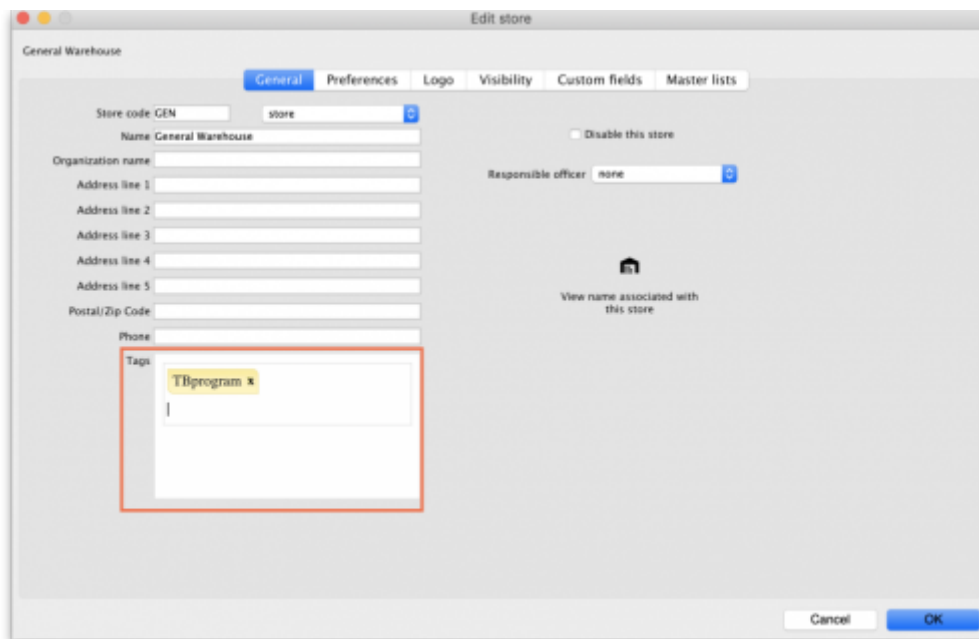 Edit store
General Warehouse
General Preferences Logo Visibility Custom fields Master lists
Store code GEN store
Disable this store
Name General Warehouse
Organization name
Responsible officer none
Address line 1
Address line 2
Address line 3
Address line 4
Address line 5
View name associated with
this store
Postal/Zip Code
Phone
Tags
TBprogram x
Cancel OK